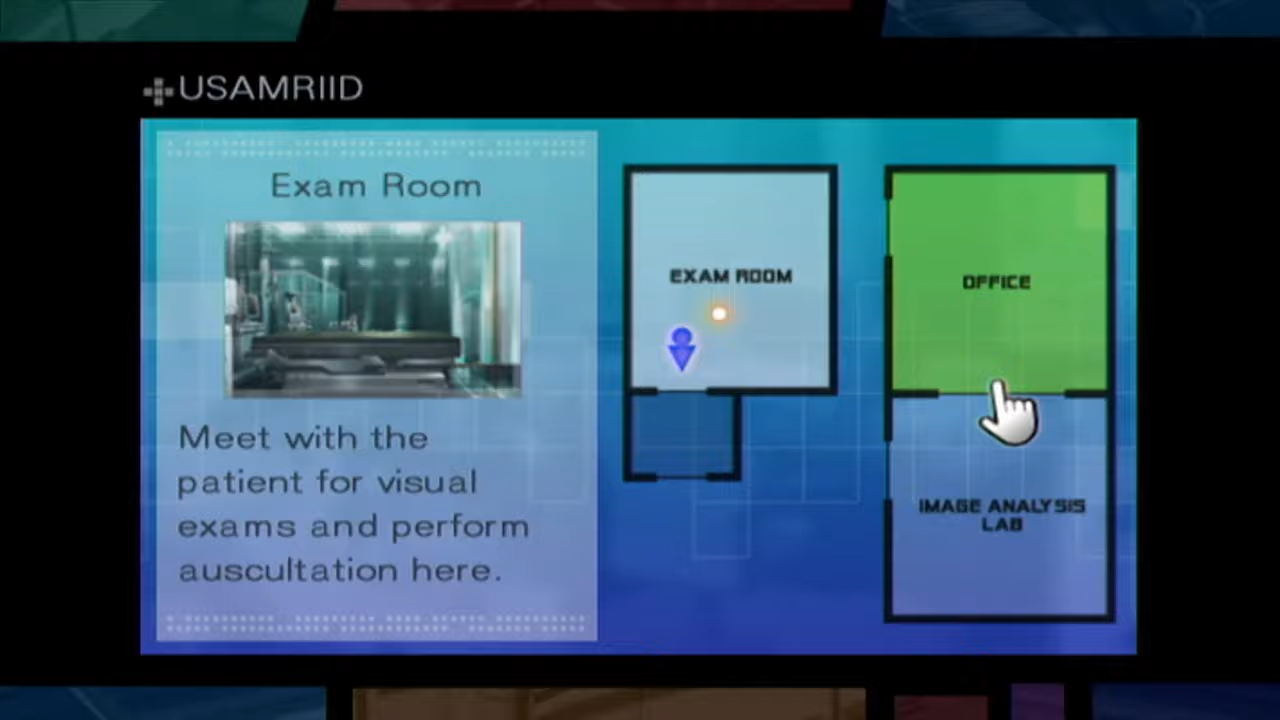 USAMRIID
Exam Room
Meet with the
patient for visual
exams and perform
auscultation here.
EXAM ROOM
OFFICE
IMAGE ANALYSIS
LAB